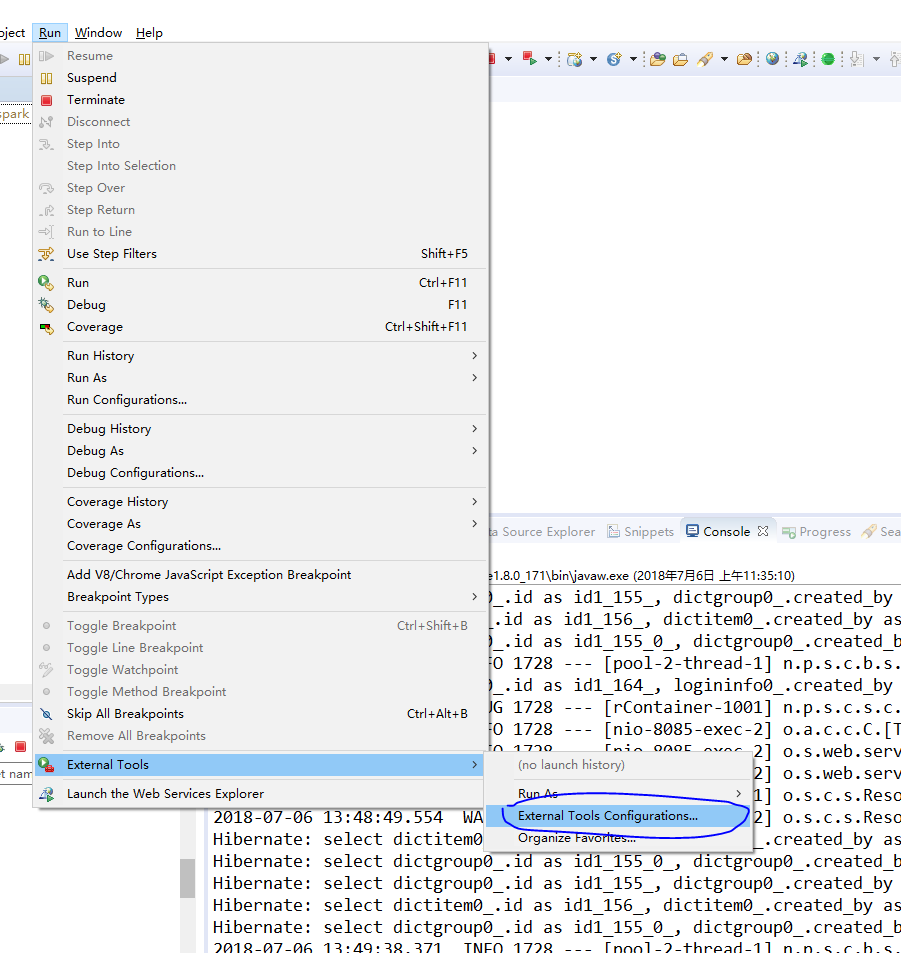 oject Run Window Help
Resume
Suspend
Terminate
spark
Disconnect
Step Into
Step Into Selection
Step Over
Step Return
Run to Line
Use Step Filters Shift+F5
Run Ctrl+F11
Debug F11
Coverage Ctrl+Shift+F11
Run History
Run As
Run Configurations...
Debug History
Debug As
Debug Configurations...
Coverage History
Coverage As
Coverage Configurations...
Add V8/Chrome JavaScript Exception Breakpoint
Breakpoint Types
Toggle Breakpoint Ctrl+Shift+B
Toggle Line Breakpoint
Toggle Watchpoint
Toggle Method Breakpoint
Skip All Breakpoints Ctrl+Alt+B
Remove All Breakpoints
External Tools
Launch the Web Services Explorer
et nam
(no launch history)
Run As
External Tools Configurations...
Organize Favorites...
ta Source Explorer Snippets Console Progress Sea
e1.8.0_171\bin\javaw.exe (2018年7月6日 上午11:35:10)
0_.id as id1_155_, dictgroup0_.created_by
_.id as id1_156_, dictitem0_.created_by as
0_.id as id1_155_0_, dictgroup0_.created_b
FO 1728 --- [pool-2-thread-1] n.p.s.c.b.s.
0_.id as id1_164_, logininfo0_.created_by
UG 1728 --- [rContainer-1001] n.p.s.c.s.c.
FO 1728 --- [nio-8085-exec-2] o.a.c.c.C.[T
FO 1728 --- [nio-8085-exec-2] o.s.web.serv
2] o.s.web.serv
1] o.s.c.s.Reso
2018-07-06 13:48:49.554 WA 2] o.s.c.s.Reso
Hibernate: select dictitem0 _.created_by as
Hibernate: select dictgroup0_.id as id1_155_0_, dictgroup0_.created_b
Hibernate: select dictgroup0_.id as id1_155_, dictgroup0_.created_by
Hibernate: select dictitem0_.id as id1_156_, dictitem0_.created_by as
Hibernate: select dictgroup0_.id as id1_155_0_, dictgroup0_.created_b
2018-07-06 13:49:38.371 INFO 1728 --- [pool-2-thread-1] n.p.s.c.b.s.